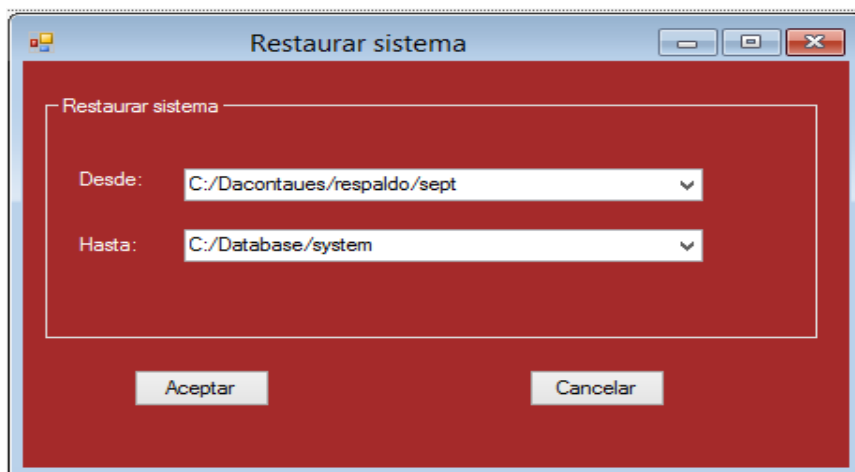 Restaurar sistema
Restaurar sistema
Desde: C:/Dacontaues/respaldo/sept
Hasta: C:/Database/system
Aceptar Cancelar